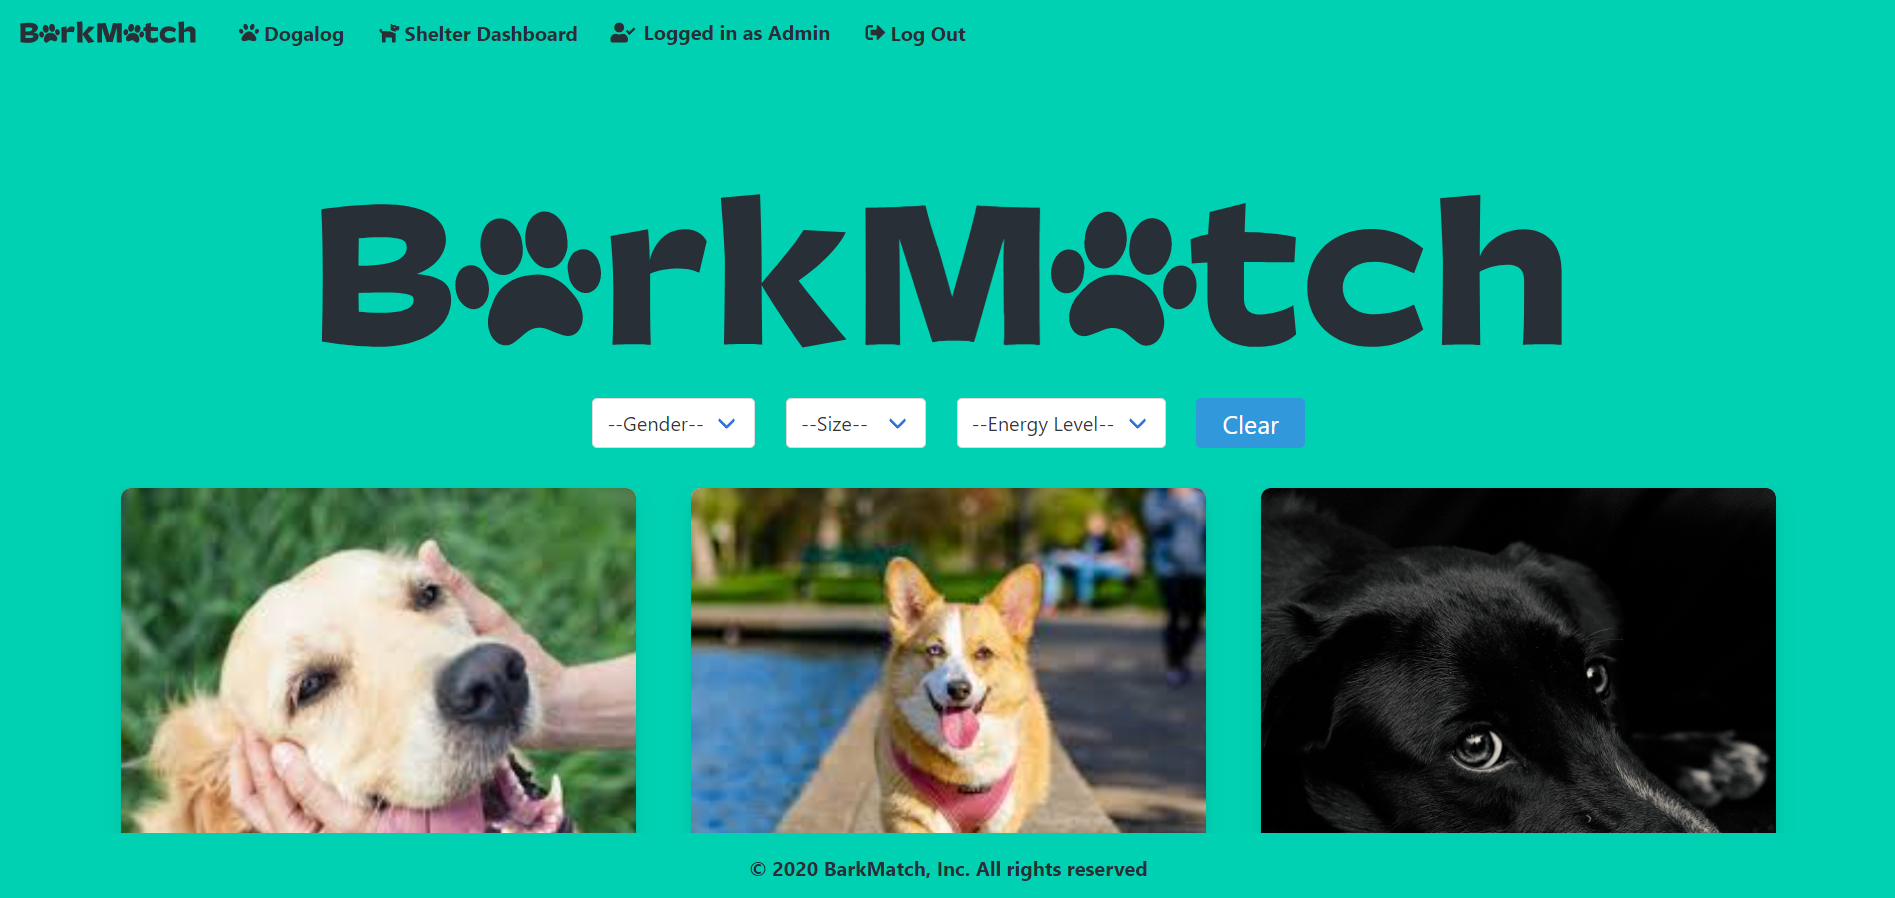 BarkMatch Dogalog Shelter Dashboard Logged in as Admin Log Out
BarkMatch
--Gender-- --Size-- --Energy Level-- Clear
© 2020 BarkMatch, Inc. All rights reserved